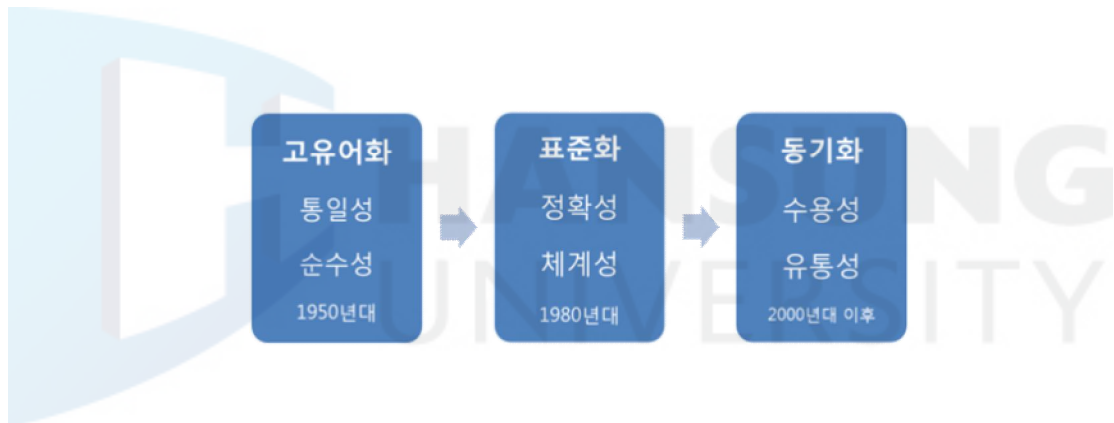 고유어화
통일성
순수성
1950년대
표준화
정확성
체계성
1980년대
동기화
수용성
유통성
2000년대 이후
HANSUNG
UNIVERSITY